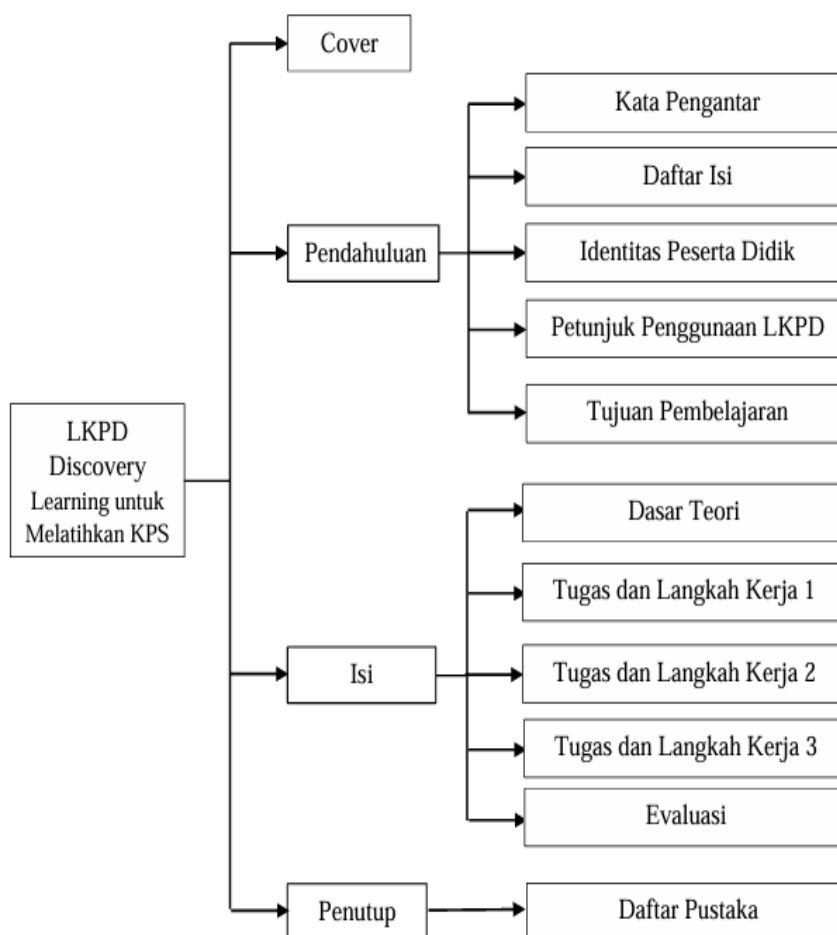 LKPD
Discovery
Learning untuk
Melatihkan KPS
Cover
Pendahuluan
Kata Pengantar
Daftar Isi
Identitas Peserta Didik
Petunjuk Penggunaan LKPD
Tujuan Pembelajaran
Isi
Dasar Teori
Tugas dan Langkah Kerja 1
Tugas dan Langkah Kerja 2
Tugas dan Langkah Kerja 3
Evaluasi
Penutup
Daftar Pustaka